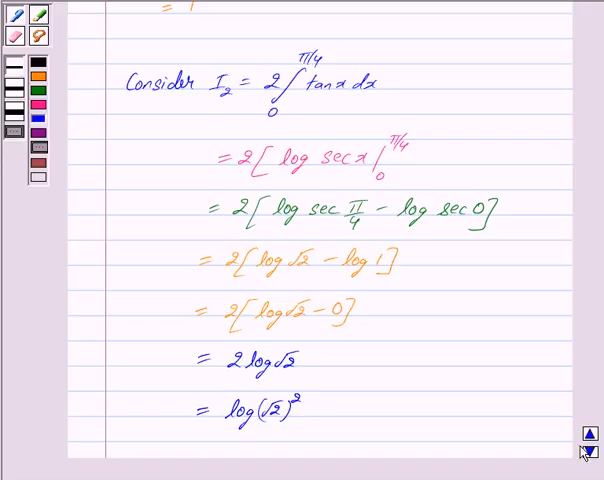 = 1
Consider I₂ = 2 ∫₀^{π/4} tan x dx
= 2 [ log sec x |₀^{π/4}
= 2 [ log sec π/4 − log sec 0 ]
= 2 [ log √2 − log 1 ]
= 2 [ log √2 − 0 ]
= 2 log √2
= log (√2)²